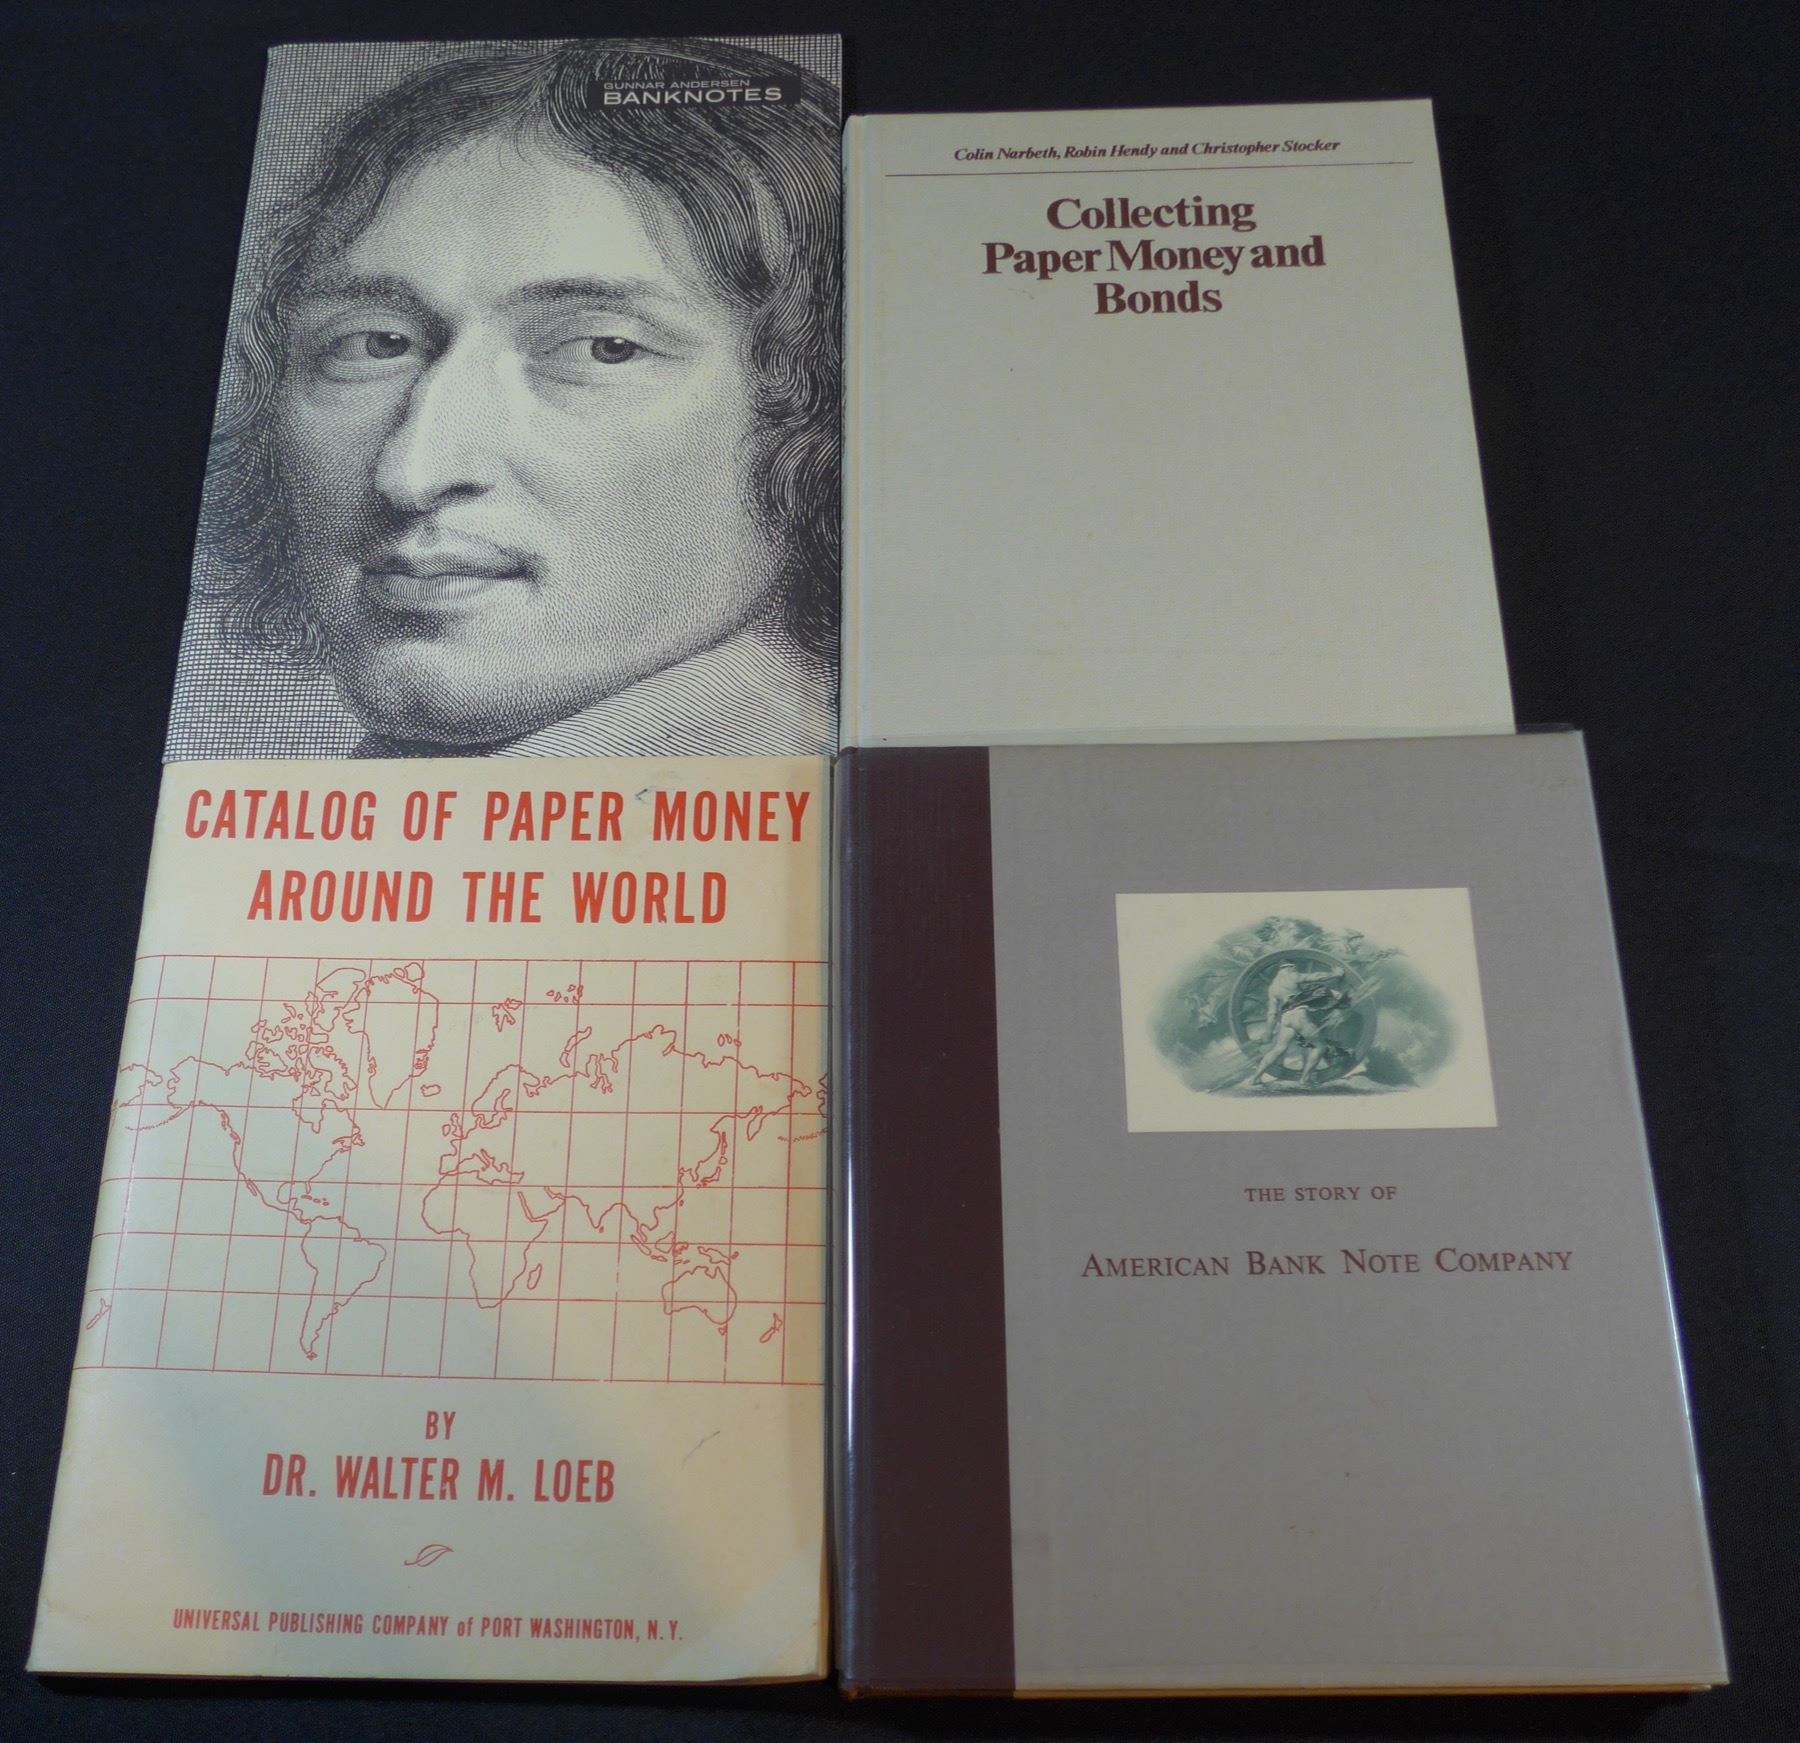 GUNNAR ANDERSEN
BANKNOTES
Colin Narbeth, Robin Hendy and Christopher Stocker
Collecting
Paper Money and
Bonds
CATALOG OF PAPER MONEY
AROUND THE WORLD
BY
DR. WALTER M. LOEB
UNIVERSAL PUBLISHING COMPANY of PORT WASHINGTON, N. Y.
THE STORY OF
AMERICAN BANK NOTE COMPANY